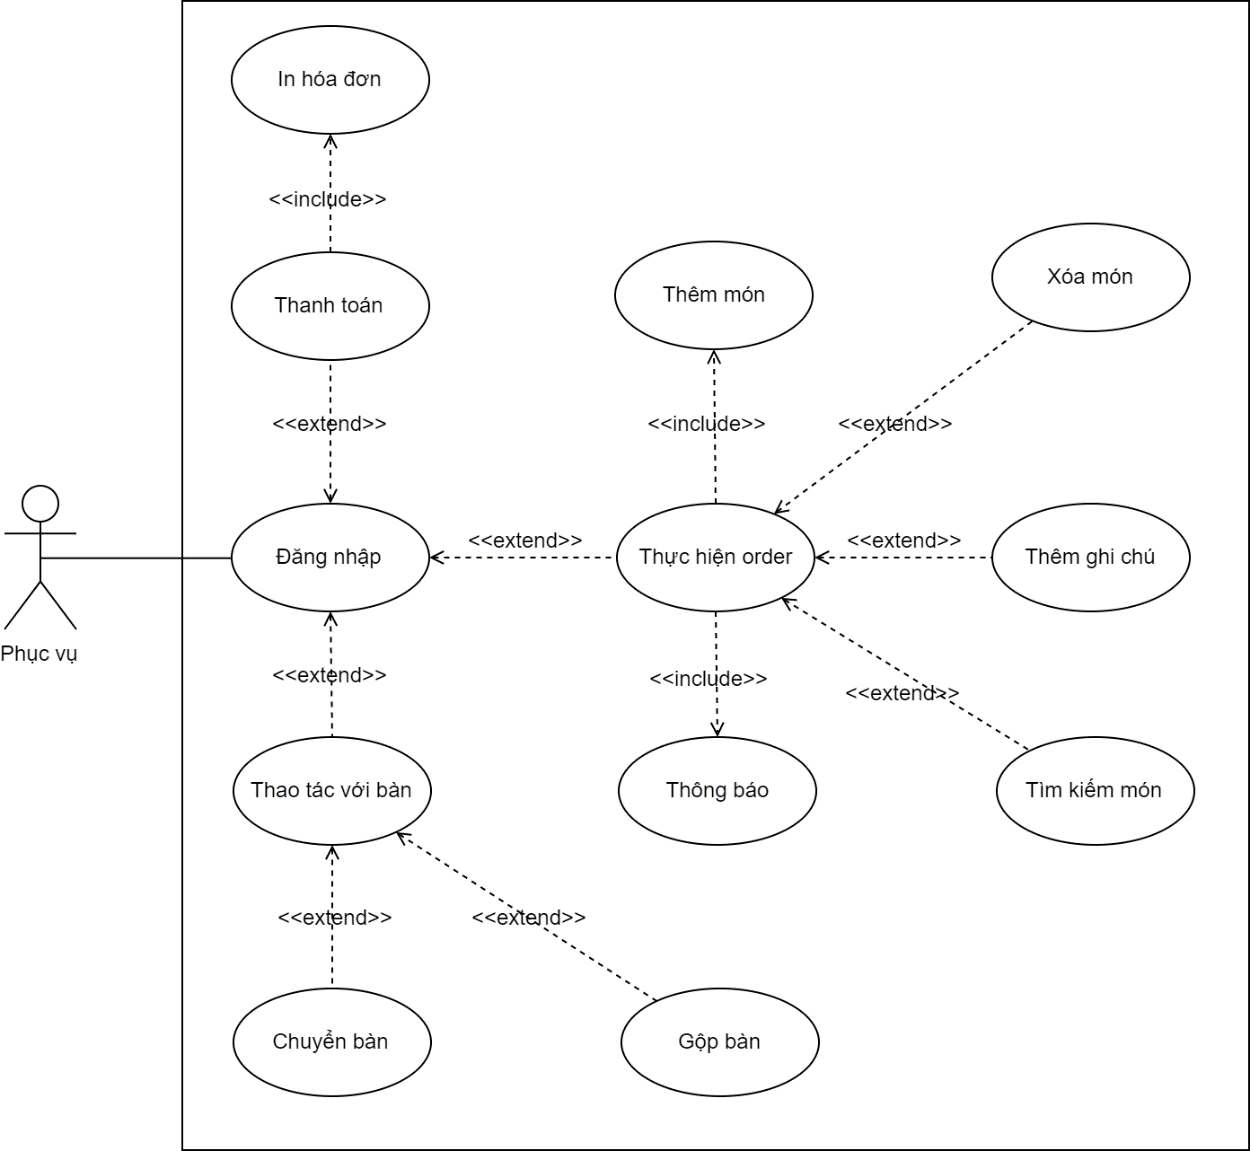 In hóa đơn
<<include>>
Thanh toán
Thêm món
Xóa món
<<extend>>
<<include>>
<<extend>>
Đăng nhập
<<extend>>
Thực hiện order
<<extend>>
Thêm ghi chú
Phục vụ
<<extend>>
<<include>>
<<extend>>
Thao tác với bàn
Thông báo
Tìm kiếm món
<<extend>>
<<extend>>
Chuyển bàn
Gộp bàn